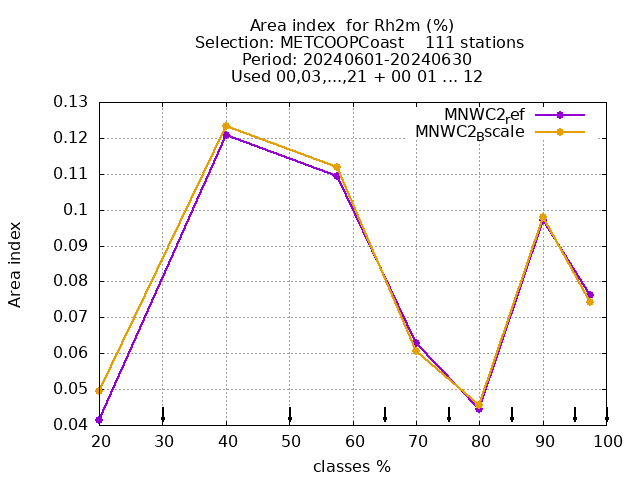 Area index  for Rh2m (%)
Selection: METCOOPCoast    111 stations
Period: 20240601-20240630
Used 00,03,...,21 + 00 01 ... 12
MNWC2ref
MNWC2Bscale
0.13
0.12
0.11
0.1
0.09
0.08
0.07
0.06
0.05
0.04
Area index
20 30 40 50 60 70 80 90 100
classes %